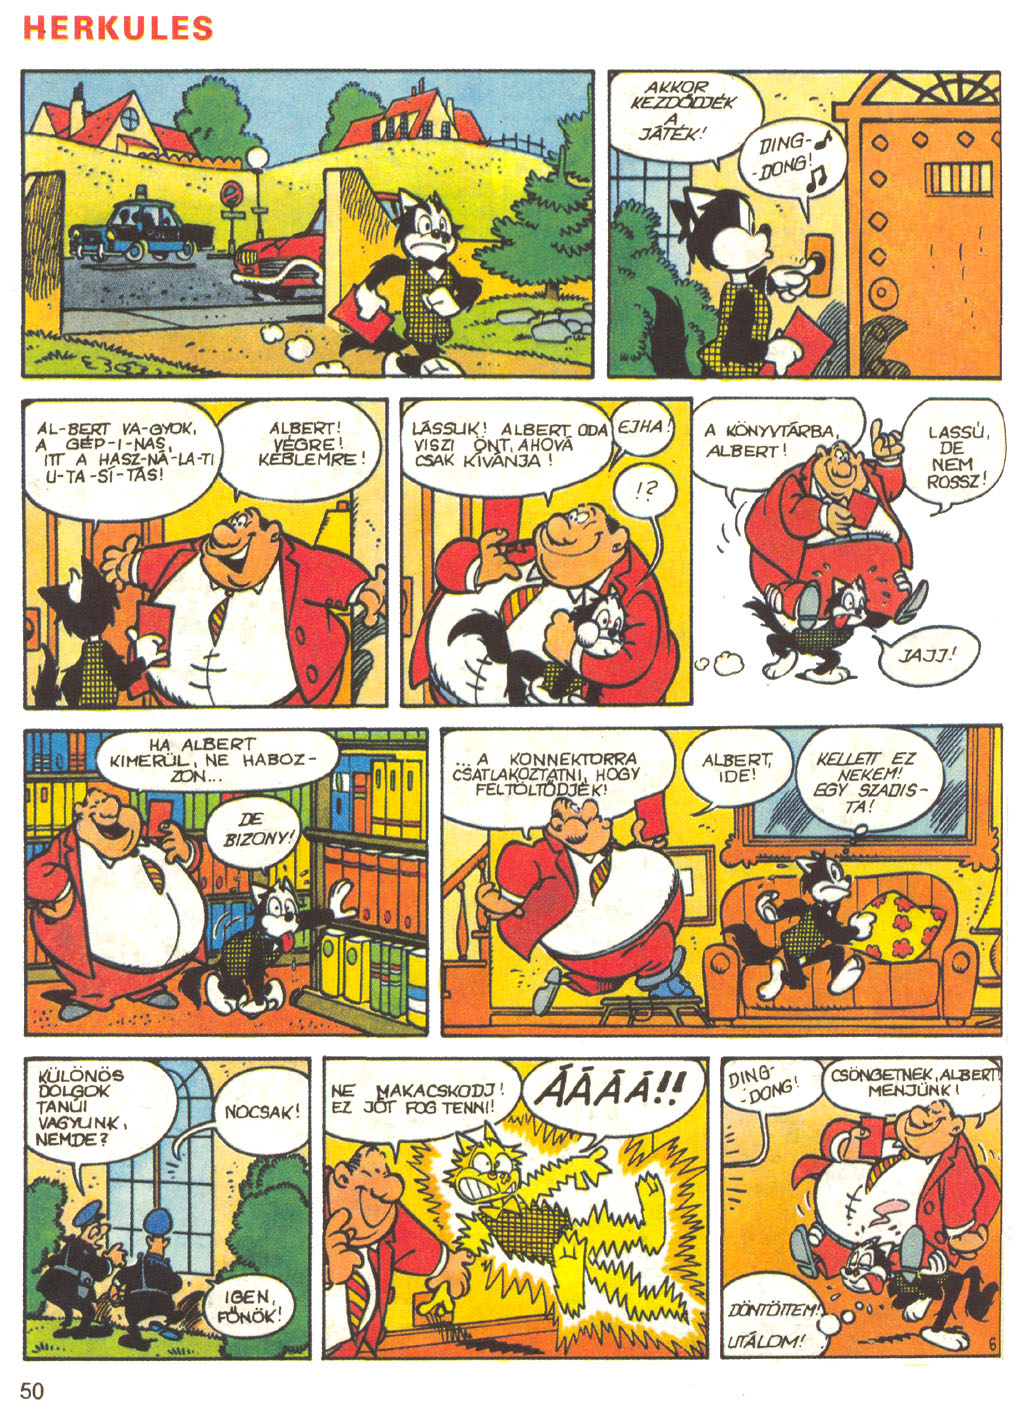 HERKULES
AKKOR
KEZDŐDJÉK
A
JÁTÉK!
DING-
-DONG!
AL-BERT VA-GYOK,
A GÉP-I-NAS,
ITT A HASZ-NÁ-LA-TI
U-TA-SÍ-TÁS!
ALBERT!
VÉGRE!
KEBLEMRE!
LÁSSUK! ALBERT ODA
VISZI ÖNT, AHOVÁ
CSAK KÍVÁNJA!
EJHA!
!?
A KÖNYVTÁRBA,
ALBERT!
LASSÚ,
DE
NEM
ROSSZ!
JAJJ!
HA ALBERT
KIMERÜL, NE HABOZ-
ZON...
DE
BIZONY!
... A KONNEKTORRA
CSATLAKOZTATNI, HOGY
FELTÖLTŐDJÉK!
ALBERT,
IDE!
KELLETT EZ
NEKEM!
EGY SZADIS-
TA!
KÜLÖNÖS
DOLGOK
TANÚI
VAGYUNK,
NEMDE?
NOCSAK!
IGEN,
FŐNÖK!
NE MAKACSKODJ!
EZ JÓT FOG TENNI!
ÁÁÁÁ!!
DING-
-DONG!
CSÖNGETNEK, ALBERT!
MENJÜNK!
DÖNTÖTTEM!
UTÁLOM!
6
50